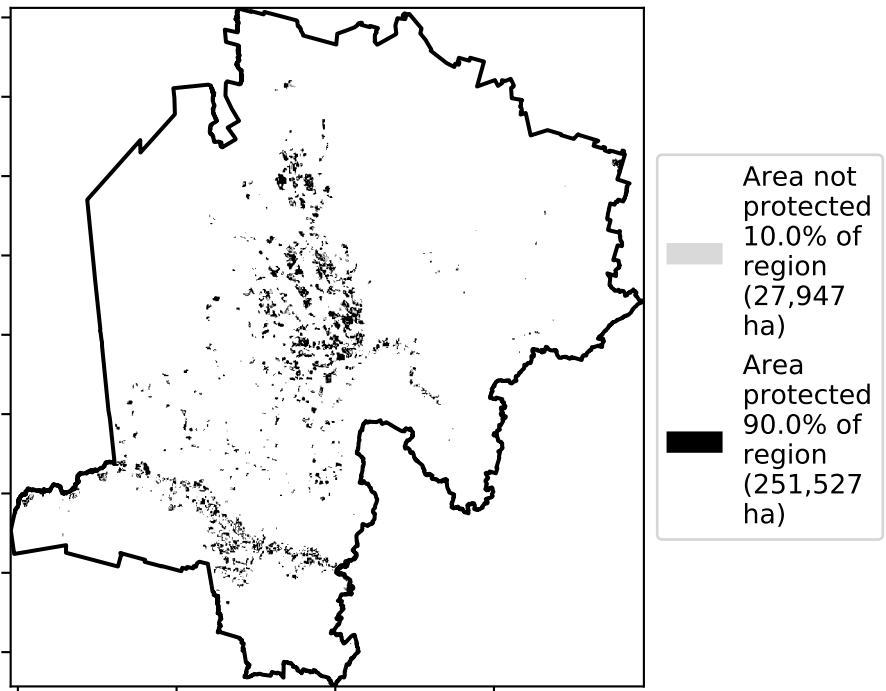 Area not
protected
10.0% of
region
(27,947
ha)
Area
protected
90.0% of
region
(251,527
ha)